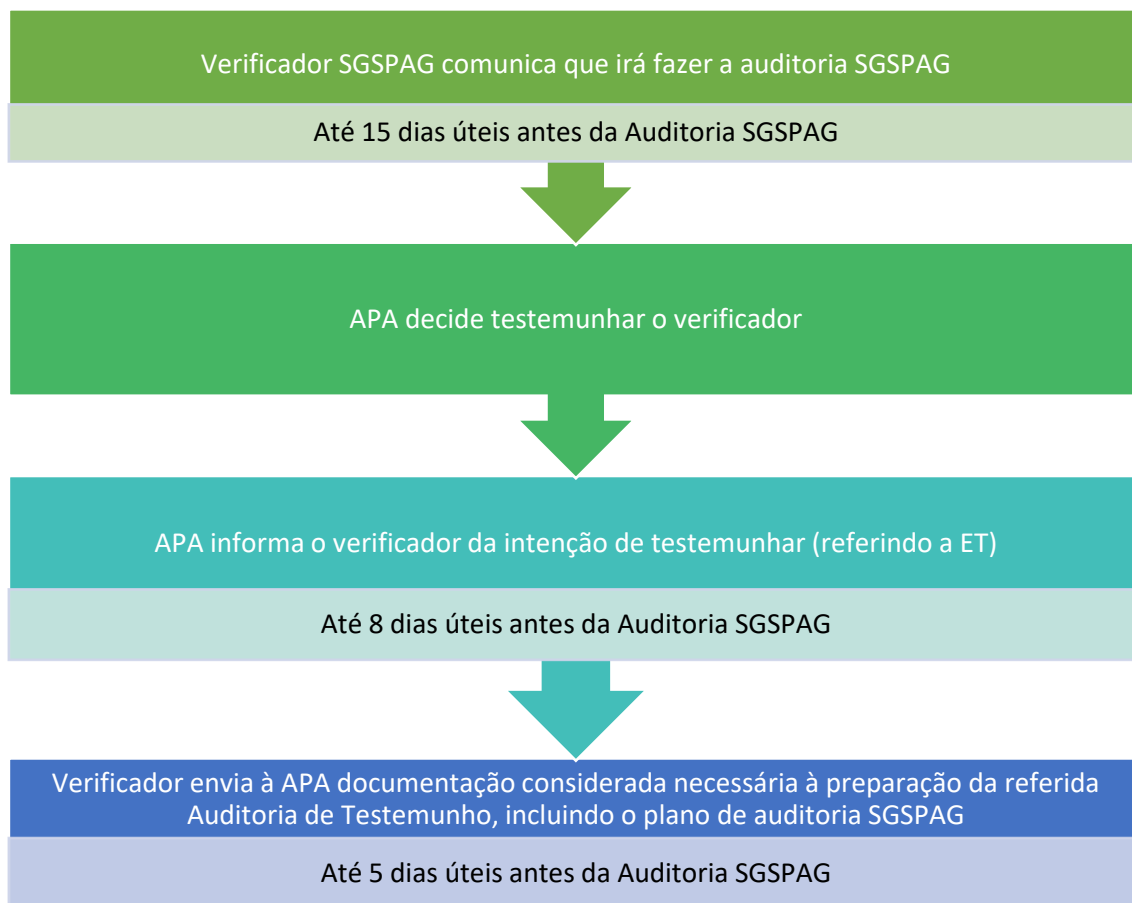 Verificador SGSPAG comunica que irá fazer a auditoria SGSPAG
Até 15 dias úteis antes da Auditoria SGSPAG
APA decide testemunhar o verificador
APA informa o verificador da intenção de testemunhar (referindo a ET)
Até 8 dias úteis antes da Auditoria SGSPAG
Verificador envia à APA documentação considerada necessária à preparação da referida
Auditoria de Testemunho, incluindo o plano de auditoria SGSPAG
Até 5 dias úteis antes da Auditoria SGSPAG